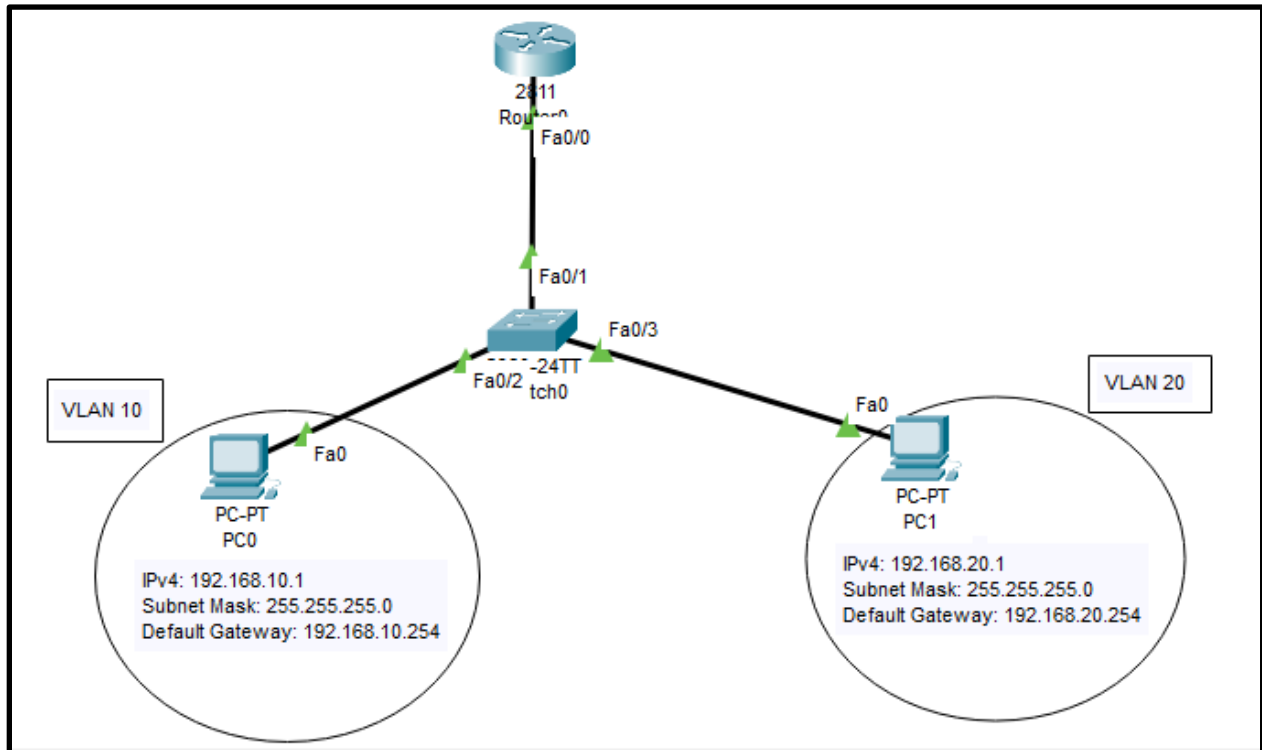 2811
Fa0/0
Fa0/1
Fa0/3
-24TT
Fa0/2
tch0
VLAN 10
VLAN 20
Fa0
Fa0
PC-PT
PC0
PC-PT
PC1
IPv4: 192.168.10.1
Subnet Mask: 255.255.255.0
Default Gateway: 192.168.10.254
IPv4: 192.168.20.1
Subnet Mask: 255.255.255.0
Default Gateway: 192.168.20.254